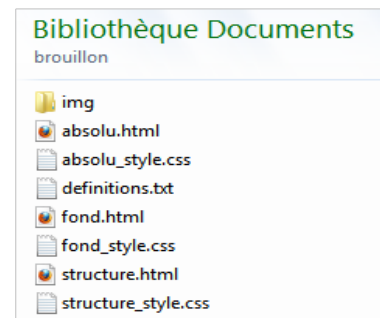 Bibliothèque Documents
brouillon
img
absolu.html
absolu_style.css
definitions.txt
fond.html
fond_style.css
structure.html
structure_style.css